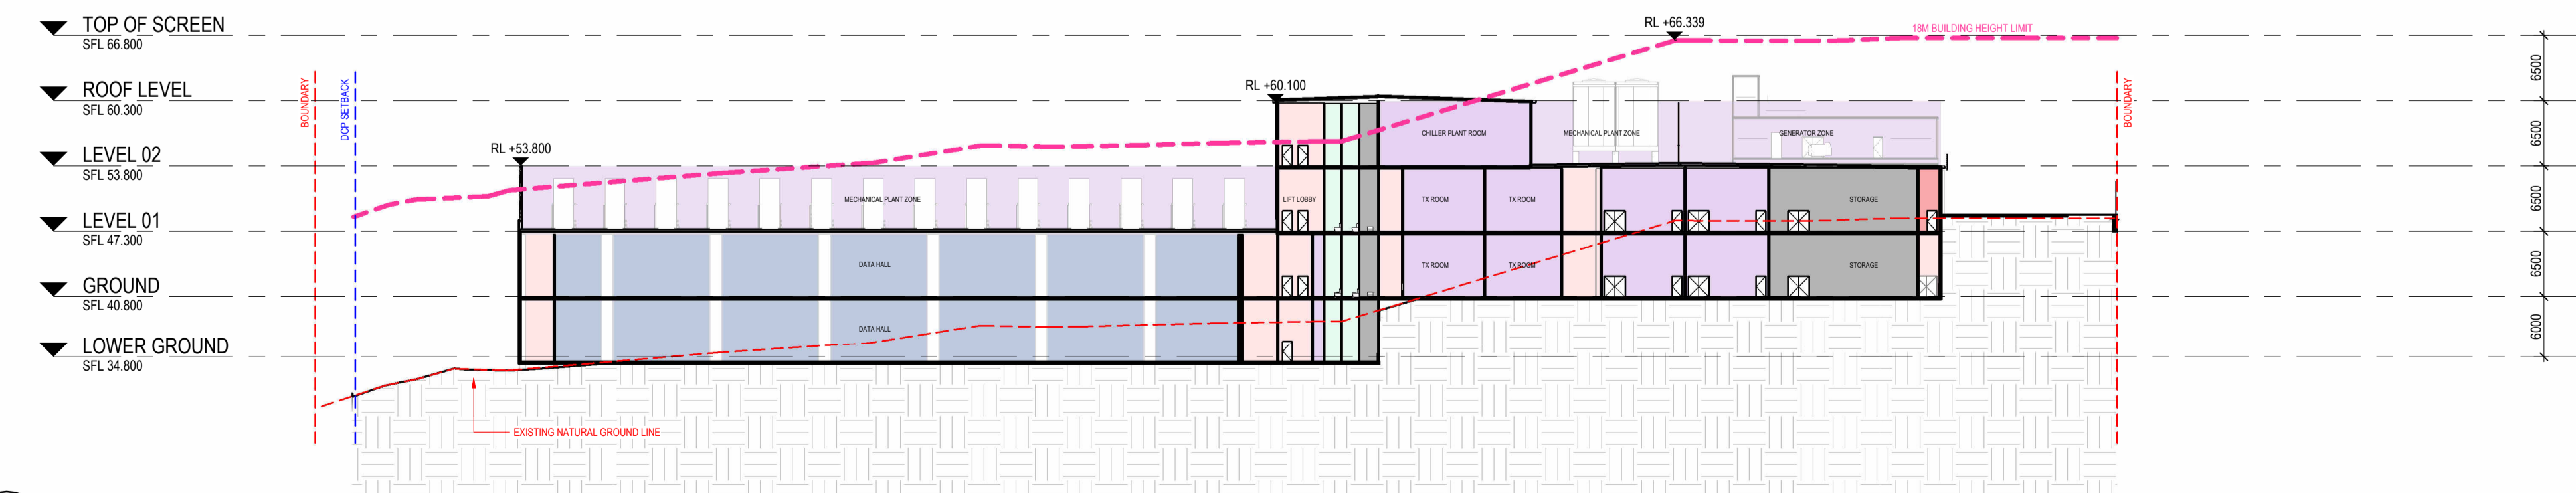 TOP OF SCREEN
SFL 66.800
ROOF LEVEL
SFL 60.300
LEVEL 02
SFL 53.800
LEVEL 01
SFL 47.300
GROUND
SFL 40.800
LOWER GROUND
SFL 34.800
BOUNDARY
DCP SETBACK
RL +53.800
RL +60.100
RL +66.339
18M BUILDING HEIGHT LIMIT
BOUNDARY
CHILLER PLANT ROOM
MECHANICAL PLANT ZONE
GENERATOR ZONE
MECHANICAL PLANT ZONE
LIFT LOBBY
TX ROOM
TX ROOM
STORAGE
DATA HALL
TX ROOM
TX ROOM
STORAGE
DATA HALL
EXISTING NATURAL GROUND LINE
6500
6500
6500
6500
6000